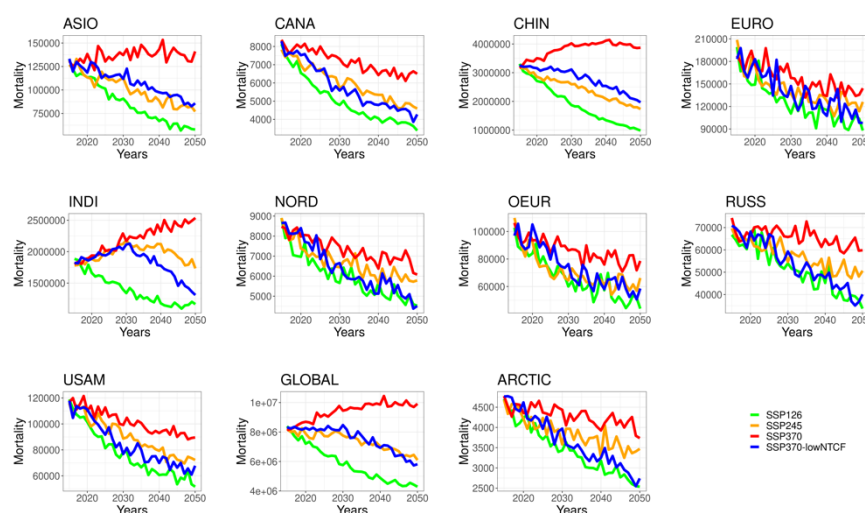 ASIO
CANA
CHIN
EURO
Mortality
150000
125000
100000
75000
2020 2030 2040 2050
Years
Mortality
8000
7000
6000
5000
4000
2020 2030 2040 2050
Years
Mortality
4000000
3000000
2000000
1000000
2020 2030 2040 2050
Years
Mortality
210000
180000
150000
120000
90000
2020 2030 2040 2050
Years
INDI
NORD
OEUR
RUSS
Mortality
2500000
2000000
1500000
2020 2030 2040 2050
Years
Mortality
9000
8000
7000
6000
5000
2020 2030 2040 2050
Years
Mortality
100000
80000
60000
2020 2030 2040 2050
Years
Mortality
70000
60000
50000
40000
2020 2030 2040 2050
Years
USAM
GLOBAL
ARCTIC
Mortality
120000
100000
80000
60000
2020 2030 2040 2050
Years
Mortality
1e+07
8e+06
6e+06
4e+06
2020 2030 2040 2050
Years
Mortality
4500
4000
3500
3000
2500
2020 2030 2040 2050
Years
SSP126
SSP245
SSP370
SSP370-lowNTCF